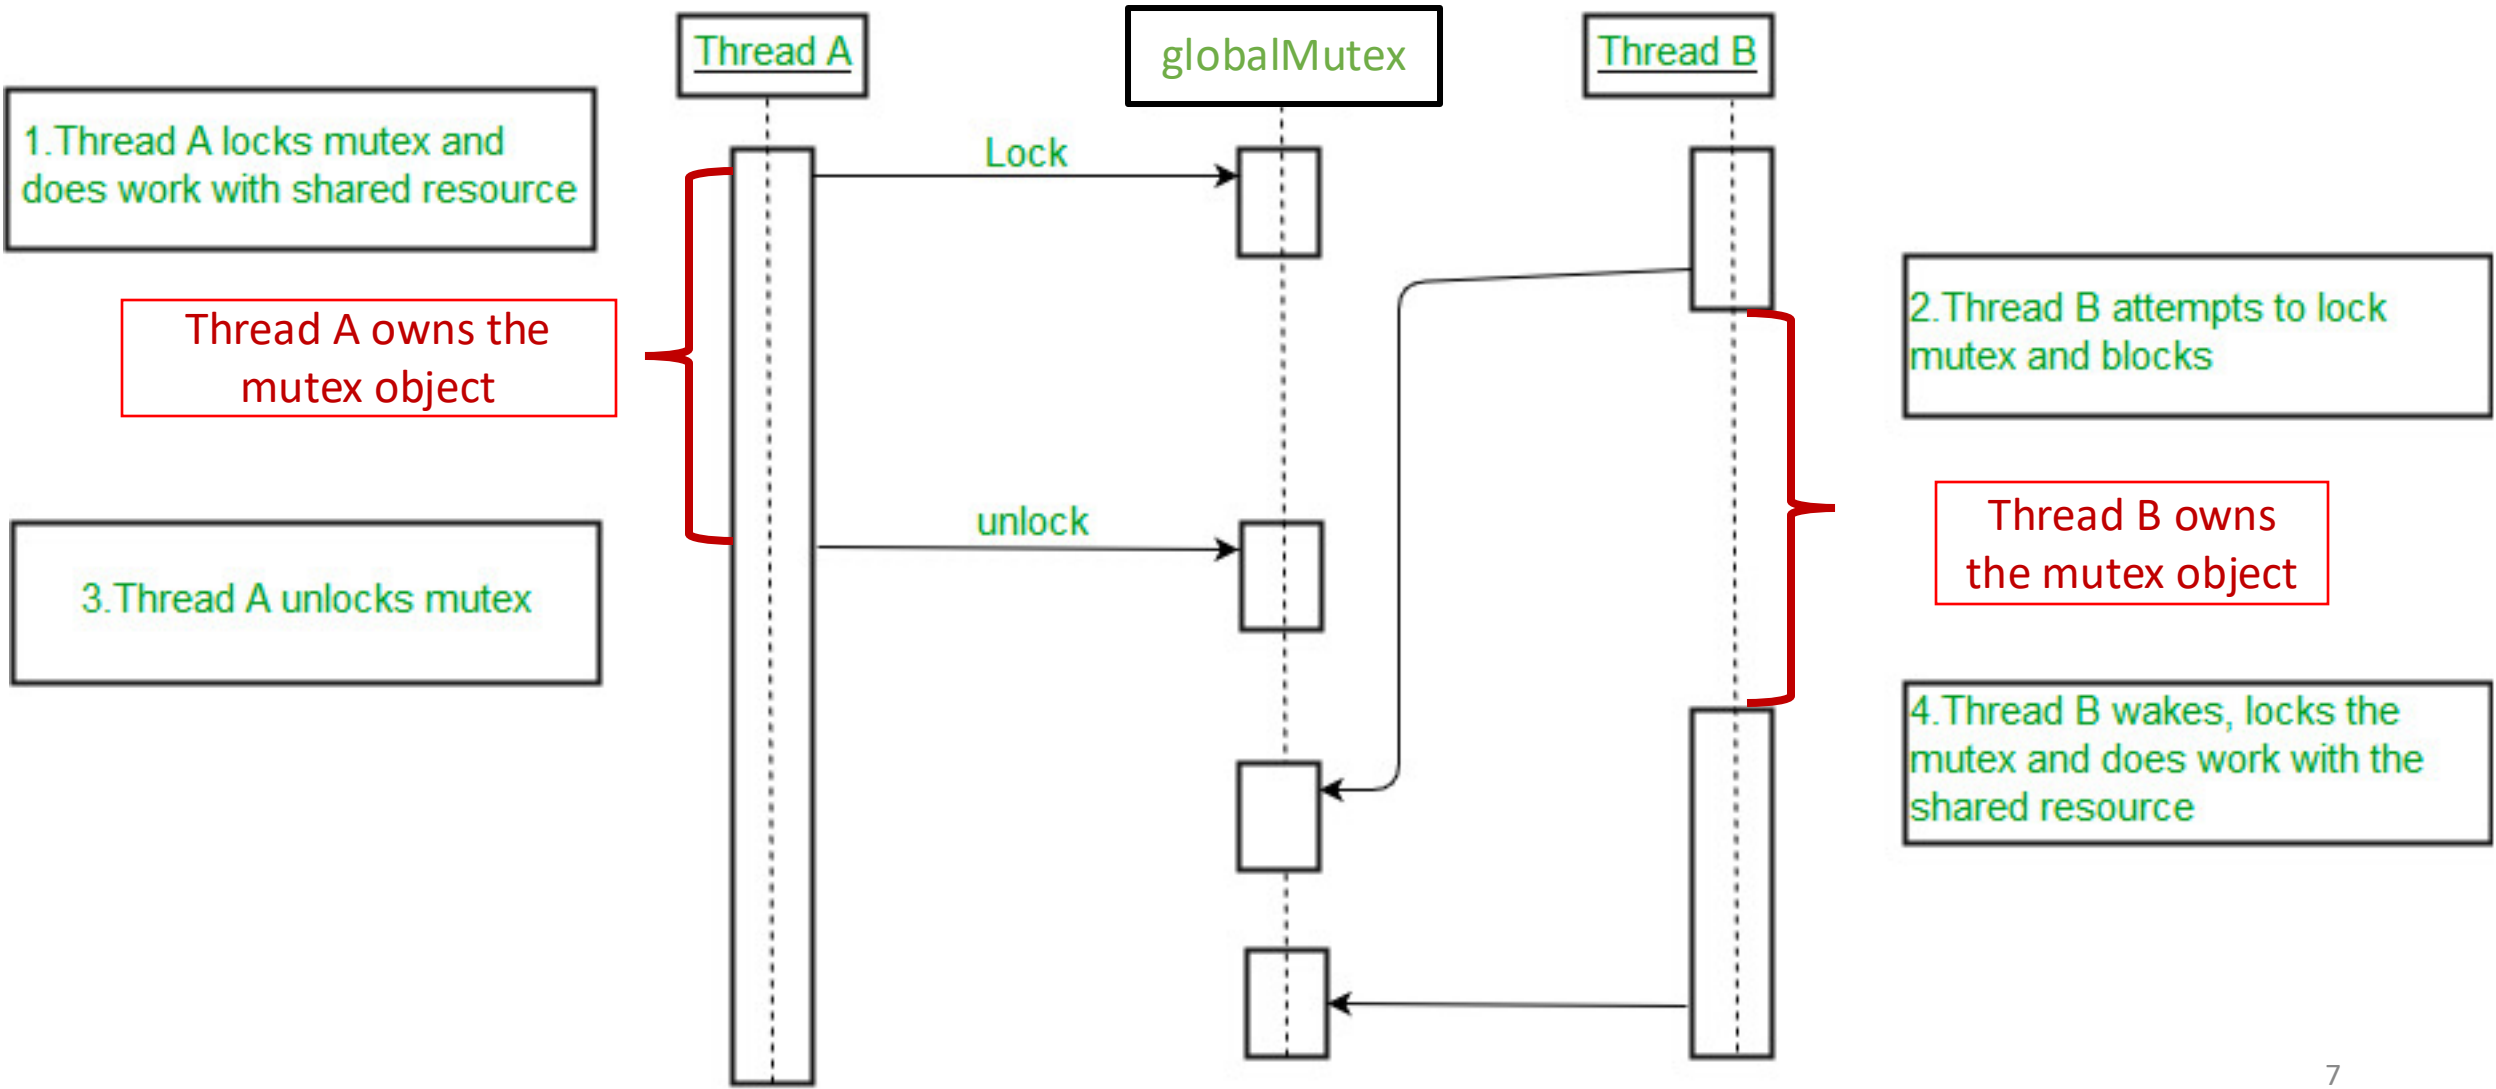 Thread A
globalMutex
Thread B
1.Thread A locks mutex and
does work with shared resource
Lock
Thread A owns the
mutex object
2.Thread B attempts to lock
mutex and blocks
unlock
3.Thread A unlocks mutex
Thread B owns
the mutex object
4.Thread B wakes, locks the
mutex and does work with the
shared resource
7